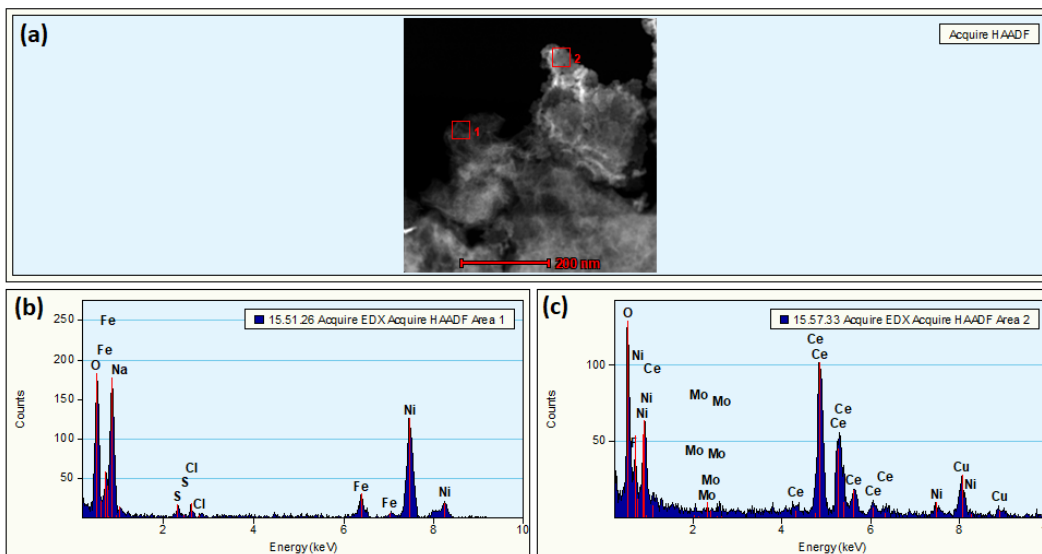 (a)
Acquire HAADF
2
1
200 nm
(b)
15.51.26 Acquire EDX Acquire HAADF Area 1
250
200
150
100
50
Counts
Fe
Fe
O
Na
S
S
Cl
Cl
Fe
Fe
Ni
Ni
2
4
6
8
10
Energy (keV)
(c)
15.57.33 Acquire EDX Acquire HAADF Area 2
100
50
Counts
O
Ni
Ce
Ni
Ni
Mo
Mo
Mo
Mo
Mo
Mo
Ce
Ce
Ce
Ce
Ce
Ce
Ce
Ce
Ni
Cu
Ni
Cu
2
4
6
8
Energy (keV)